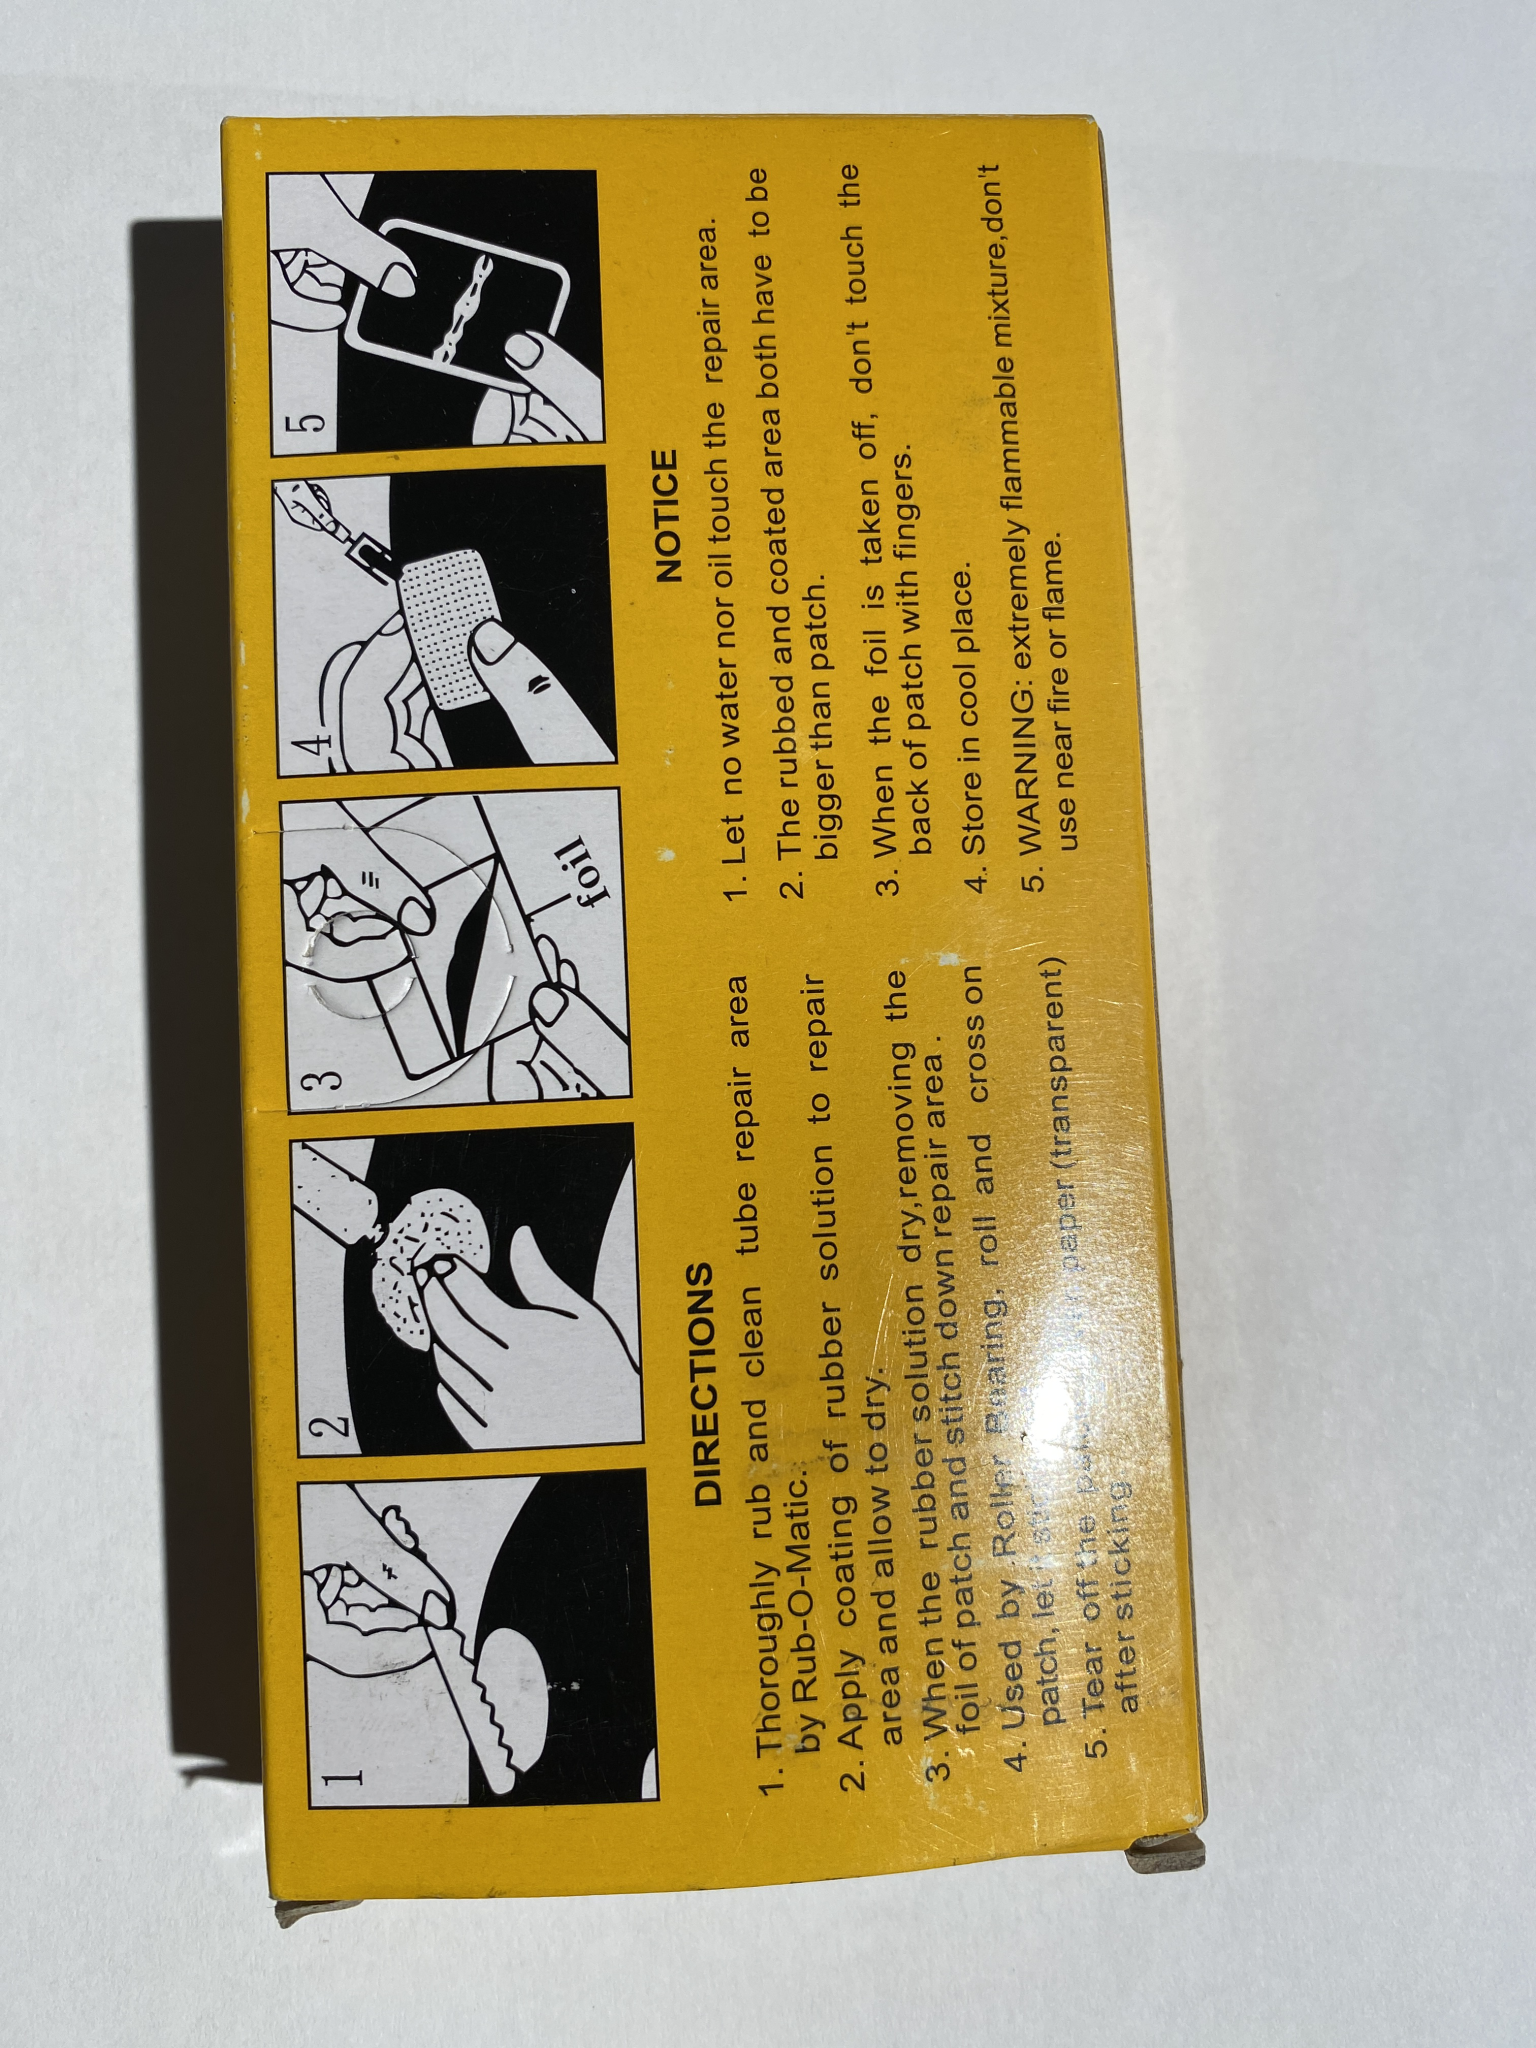 1
2
3
foil
4
5
DIRECTIONS
1. Thoroughly rub and clean tube repair area
by Rub-O-Matic.
2. Apply coating of rubber solution to repair
area and allow to dry.
3. When the rubber solution dry,removing the
foil of patch and stitch down repair area.
4. Used by Roller Bearing, roll and cross on
patch, let it
5. Tear off the paper (transparent)
after sticking
NOTICE
1. Let no water nor oil touch the repair area.
2. The rubbed and coated area both have to be
bigger than patch.
3. When the foil is taken off, don't touch the
back of patch with fingers.
4. Store in cool place.
5. WARNING: extremely flammable mixture,don't
use near fire or flame.